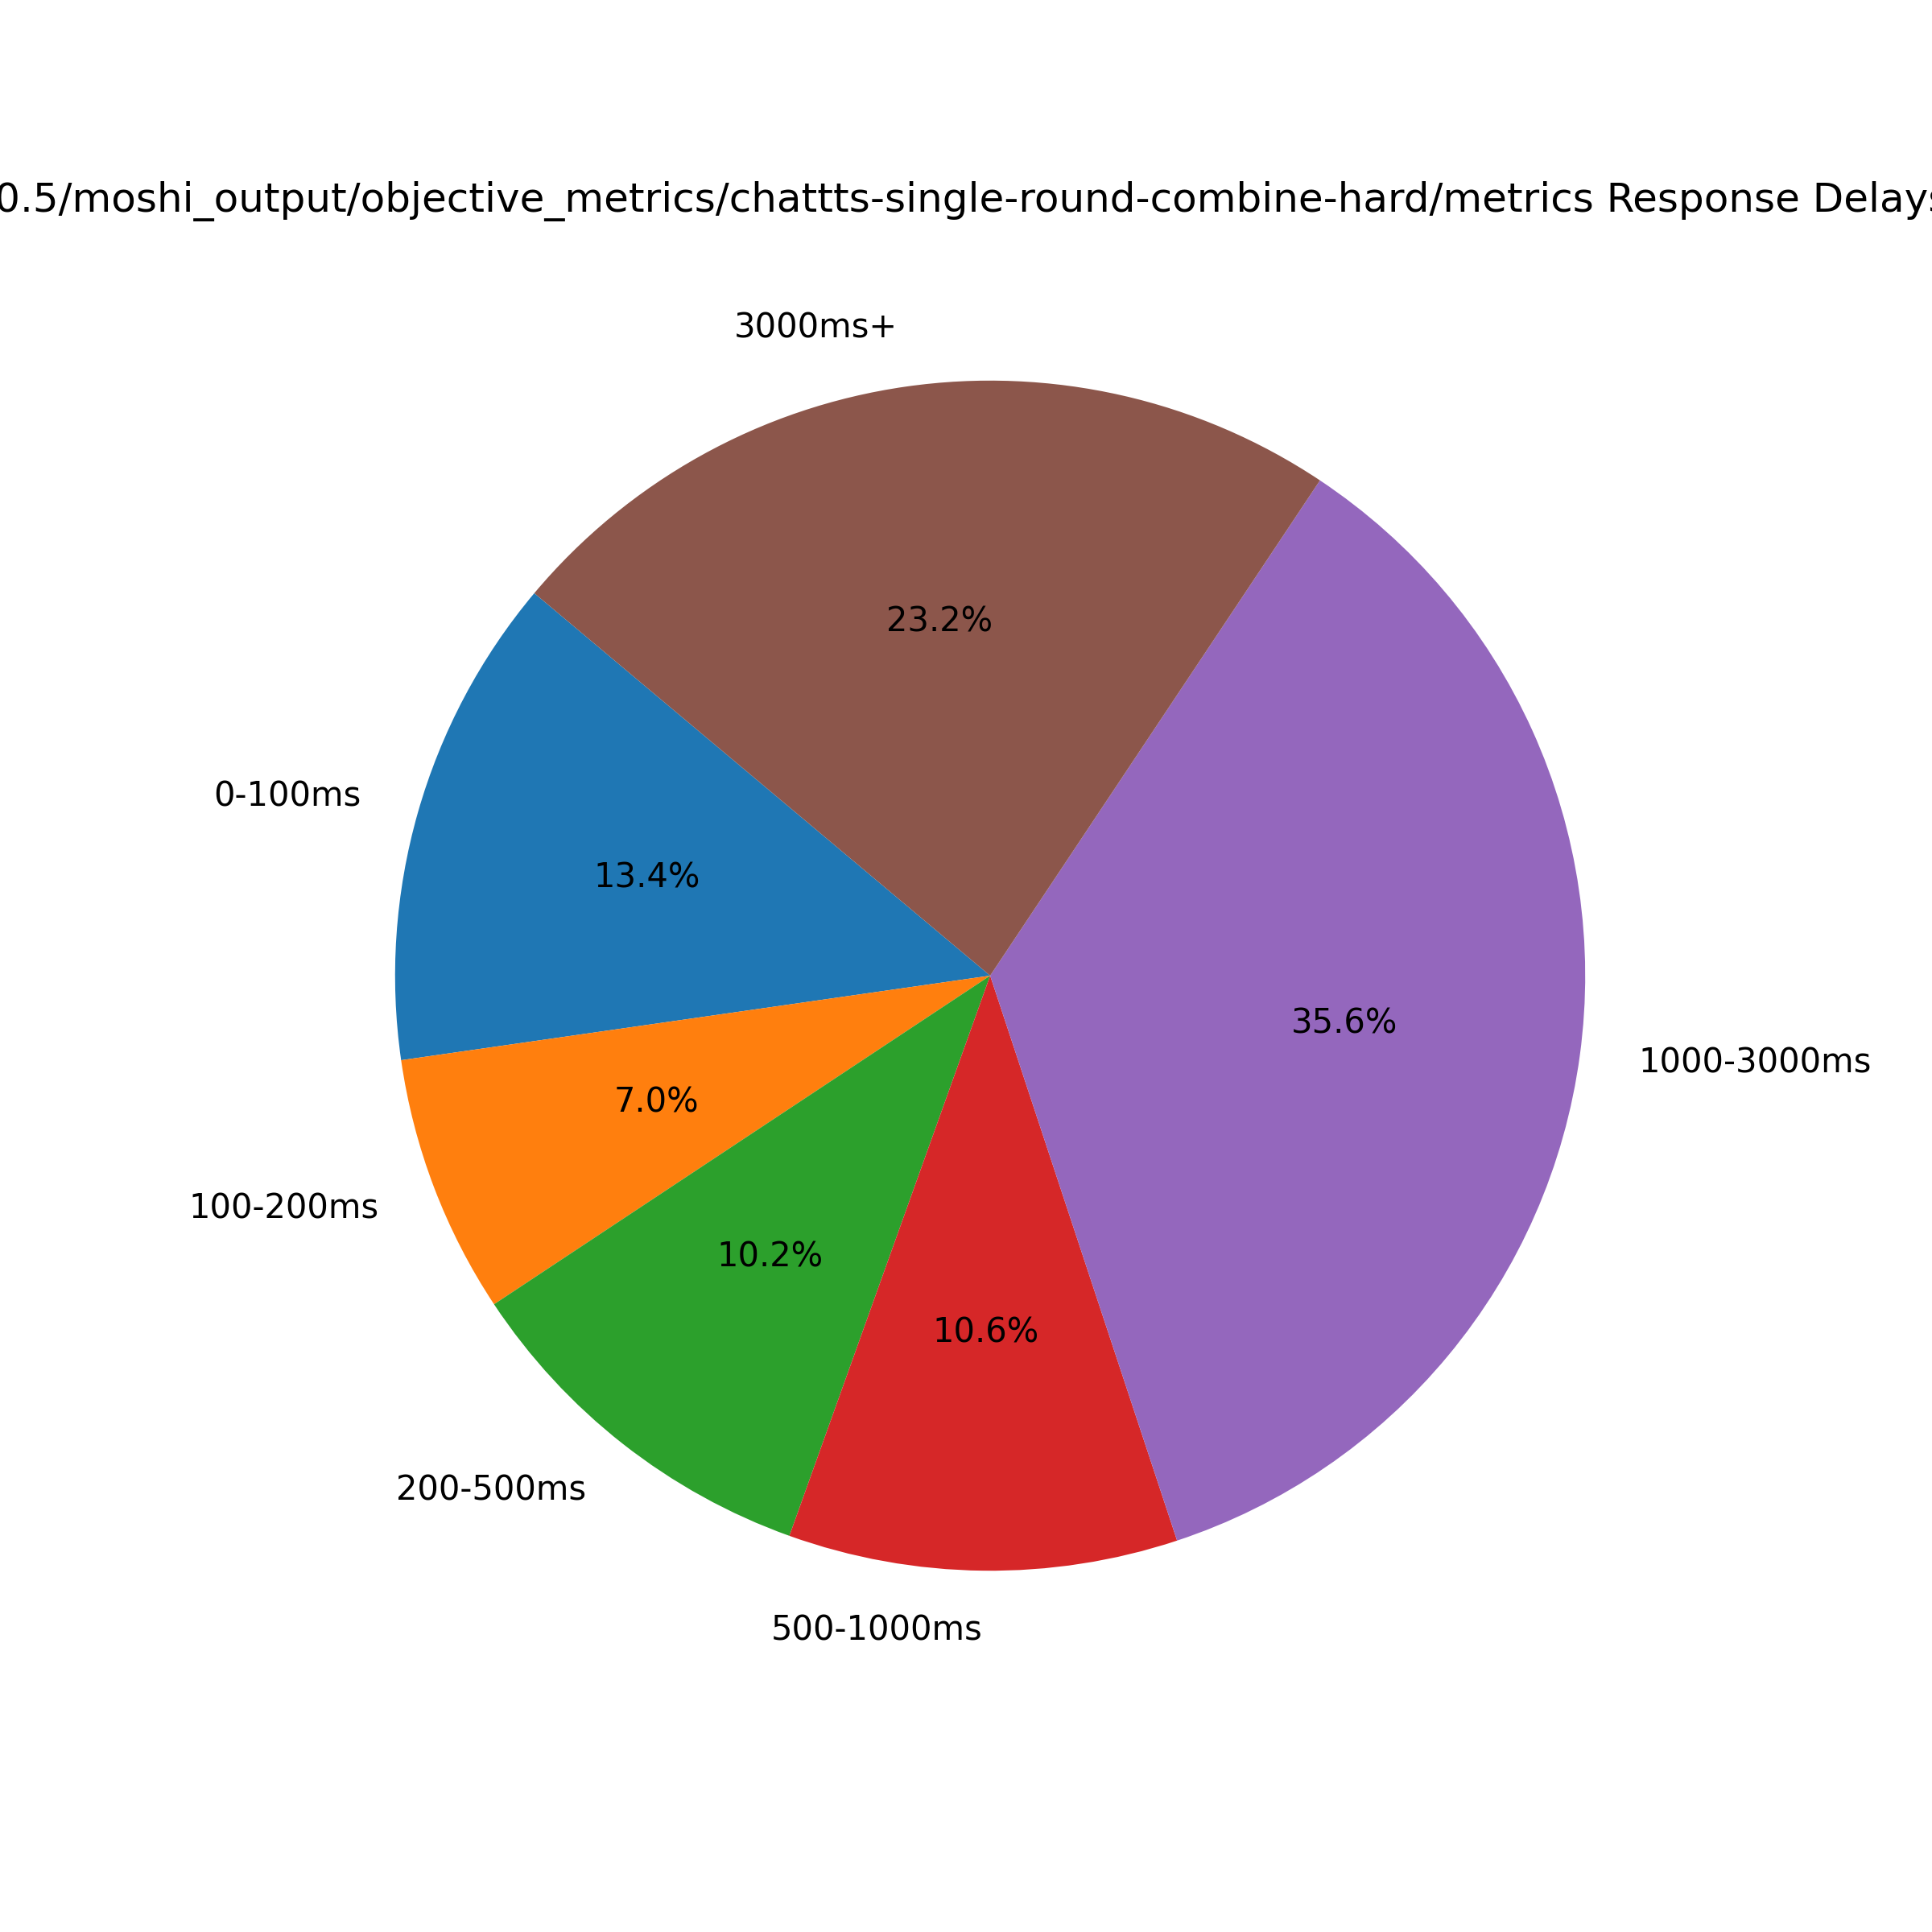 0.5/moshi_output/objective_metrics/chattts-single-round-combine-hard/metrics Response Delays
3000ms+
23.2%
0-100ms
13.4%
35.6%
1000-3000ms
7.0%
100-200ms
10.2%
10.6%
200-500ms
500-1000ms